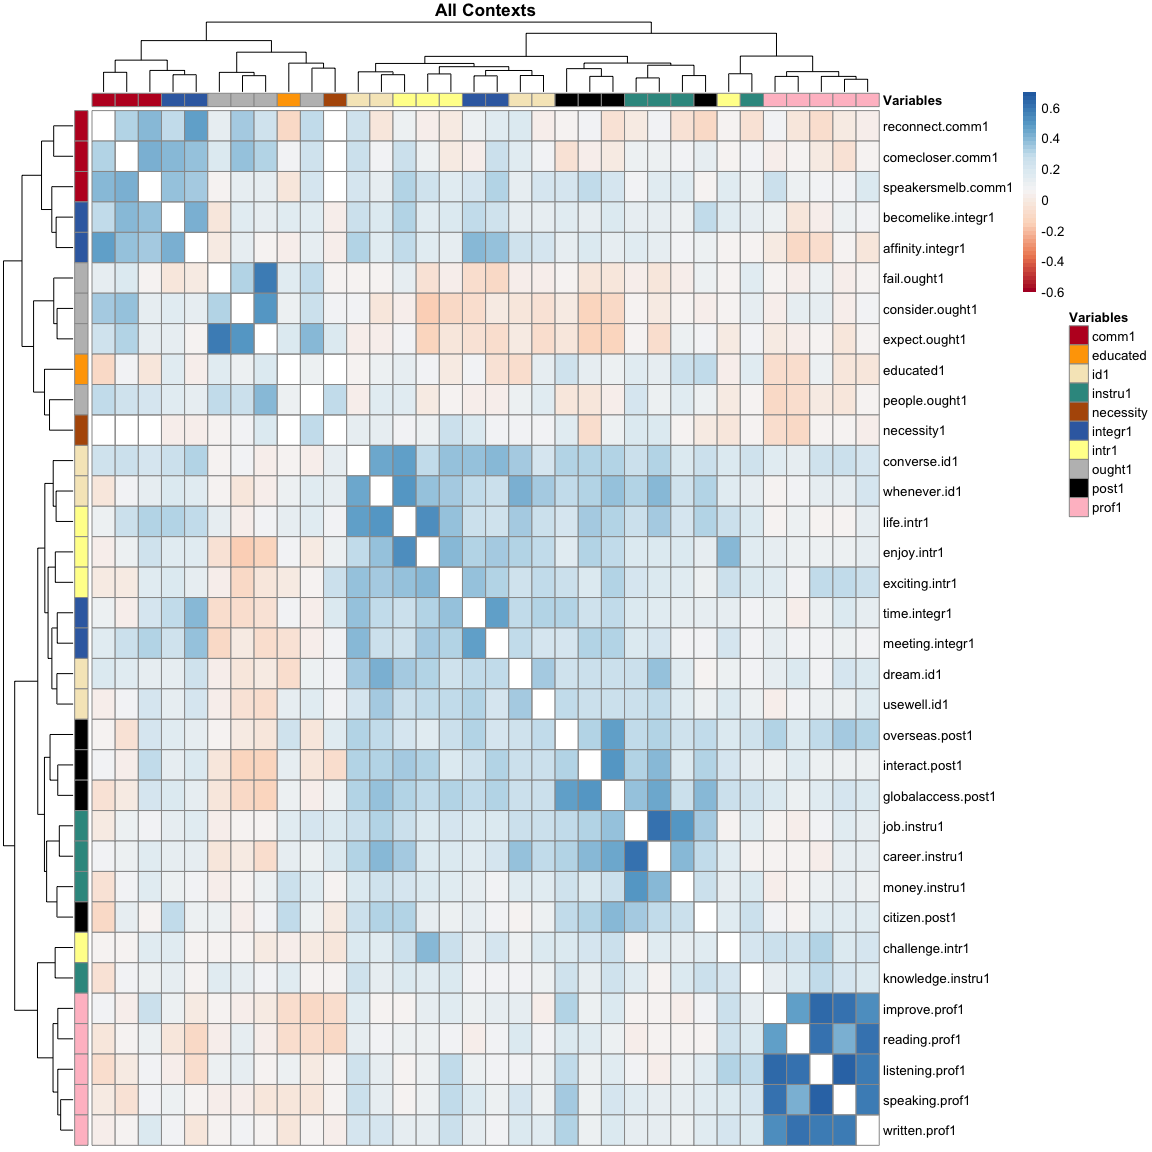 All Contexts
Variables
reconnect.comm1
comecloser.comm1
speakersmelb.comm1
becomelike.integr1
affinity.integr1
fail.ought1
consider.ought1
expect.ought1
educated1
people.ought1
necessity1
converse.id1
whenever.id1
life.intr1
enjoy.intr1
exciting.intr1
time.integr1
meeting.integr1
dream.id1
usewell.id1
overseas.post1
interact.post1
globalaccess.post1
job.instru1
career.instru1
money.instru1
citizen.post1
challenge.intr1
knowledge.instru1
improve.prof1
reading.prof1
listening.prof1
speaking.prof1
written.prof1
0.6
0.4
0.2
0
-0.2
-0.4
-0.6
Variables
comm1
educated
id1
instru1
necessity
integr1
intr1
ought1
post1
prof1